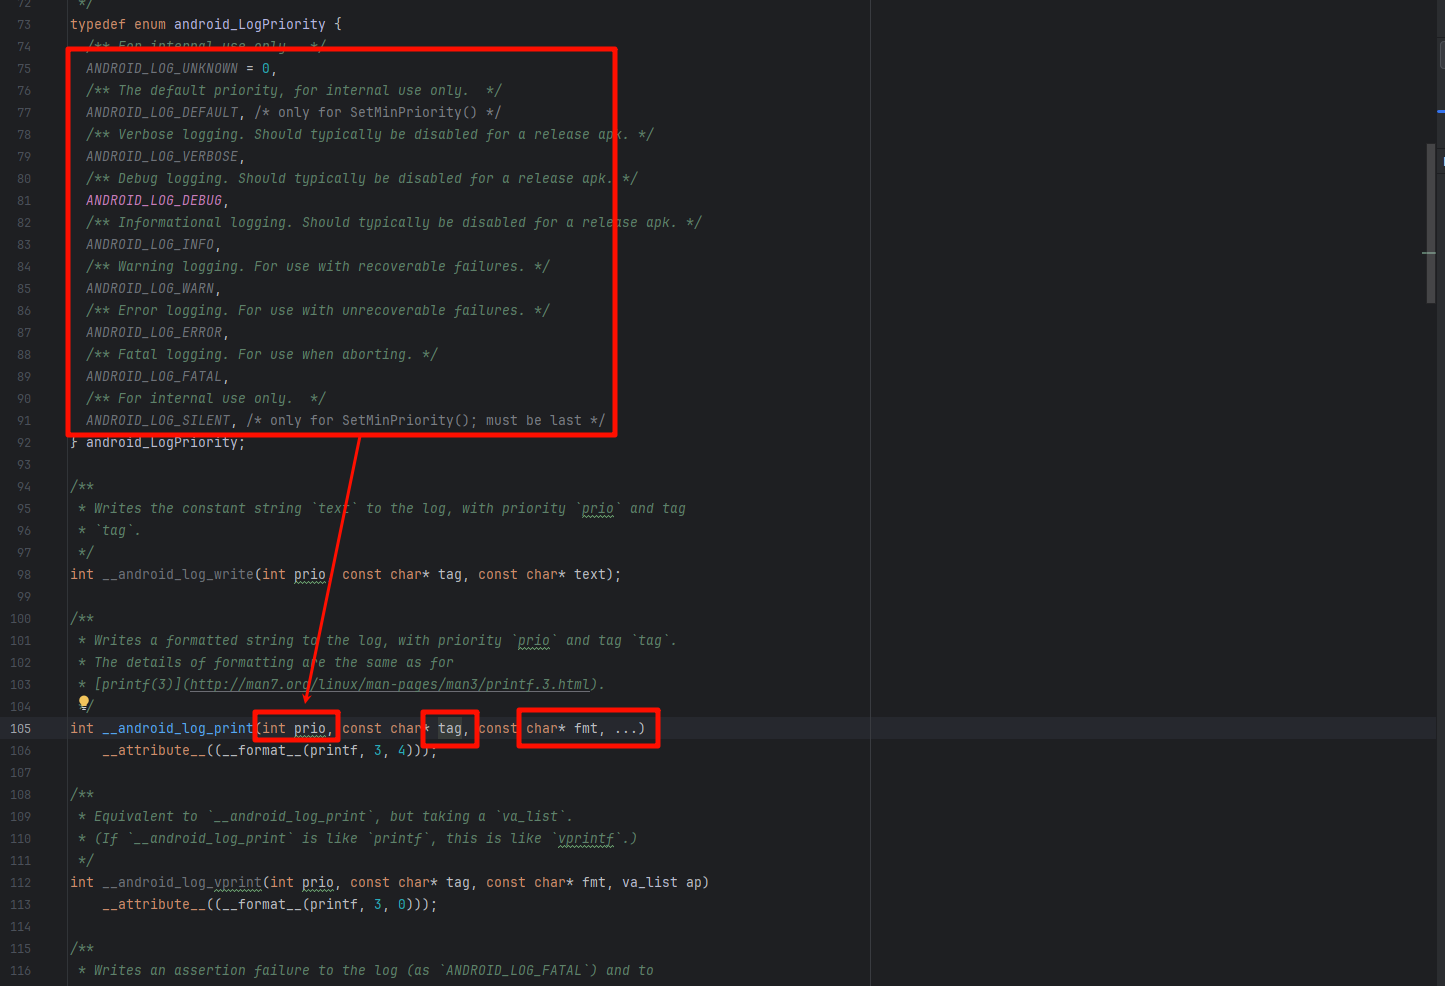 72 */
73 typedef enum android_LogPriority {
74 /** For internal use only. */
75 ANDROID_LOG_UNKNOWN = 0,
76 /** The default priority, for internal use only. */
77 ANDROID_LOG_DEFAULT, /* only for SetMinPriority() */
78 /** Verbose logging. Should typically be disabled for a release apk. */
79 ANDROID_LOG_VERBOSE,
80 /** Debug logging. Should typically be disabled for a release apk. */
81 ANDROID_LOG_DEBUG,
82 /** Informational logging. Should typically be disabled for a release apk. */
83 ANDROID_LOG_INFO,
84 /** Warning logging. For use with recoverable failures. */
85 ANDROID_LOG_WARN,
86 /** Error logging. For use with unrecoverable failures. */
87 ANDROID_LOG_ERROR,
88 /** Fatal logging. For use when aborting. */
89 ANDROID_LOG_FATAL,
90 /** For internal use only. */
91 ANDROID_LOG_SILENT, /* only for SetMinPriority(); must be last */
92 } android_LogPriority;
93
94 /**
95 * Writes the constant string `text` to the log, with priority `prio` and tag
96 * `tag`.
97 */
98 int __android_log_write(int prio, const char* tag, const char* text);
99
100 /**
101 * Writes a formatted string to the log, with priority `prio` and tag `tag`.
102 * The details of formatting are the same as for
103 * [printf(3)](http://man7.org/linux/man-pages/man3/printf.3.html).
104 */
105 int __android_log_print(int prio, const char* tag, const char* fmt, ...)
106 __attribute__((__format__(printf, 3, 4)));
107
108 /**
109 * Equivalent to `__android_log_print`, but taking a `va_list`.
110 * (If `__android_log_print` is like `printf`, this is like `vprintf`.)
111 */
112 int __android_log_vprint(int prio, const char* tag, const char* fmt, va_list ap)
113 __attribute__((__format__(printf, 3, 0)));
114
115 /**
116 * Writes an assertion failure to the log (as `ANDROID_LOG_FATAL`) and to